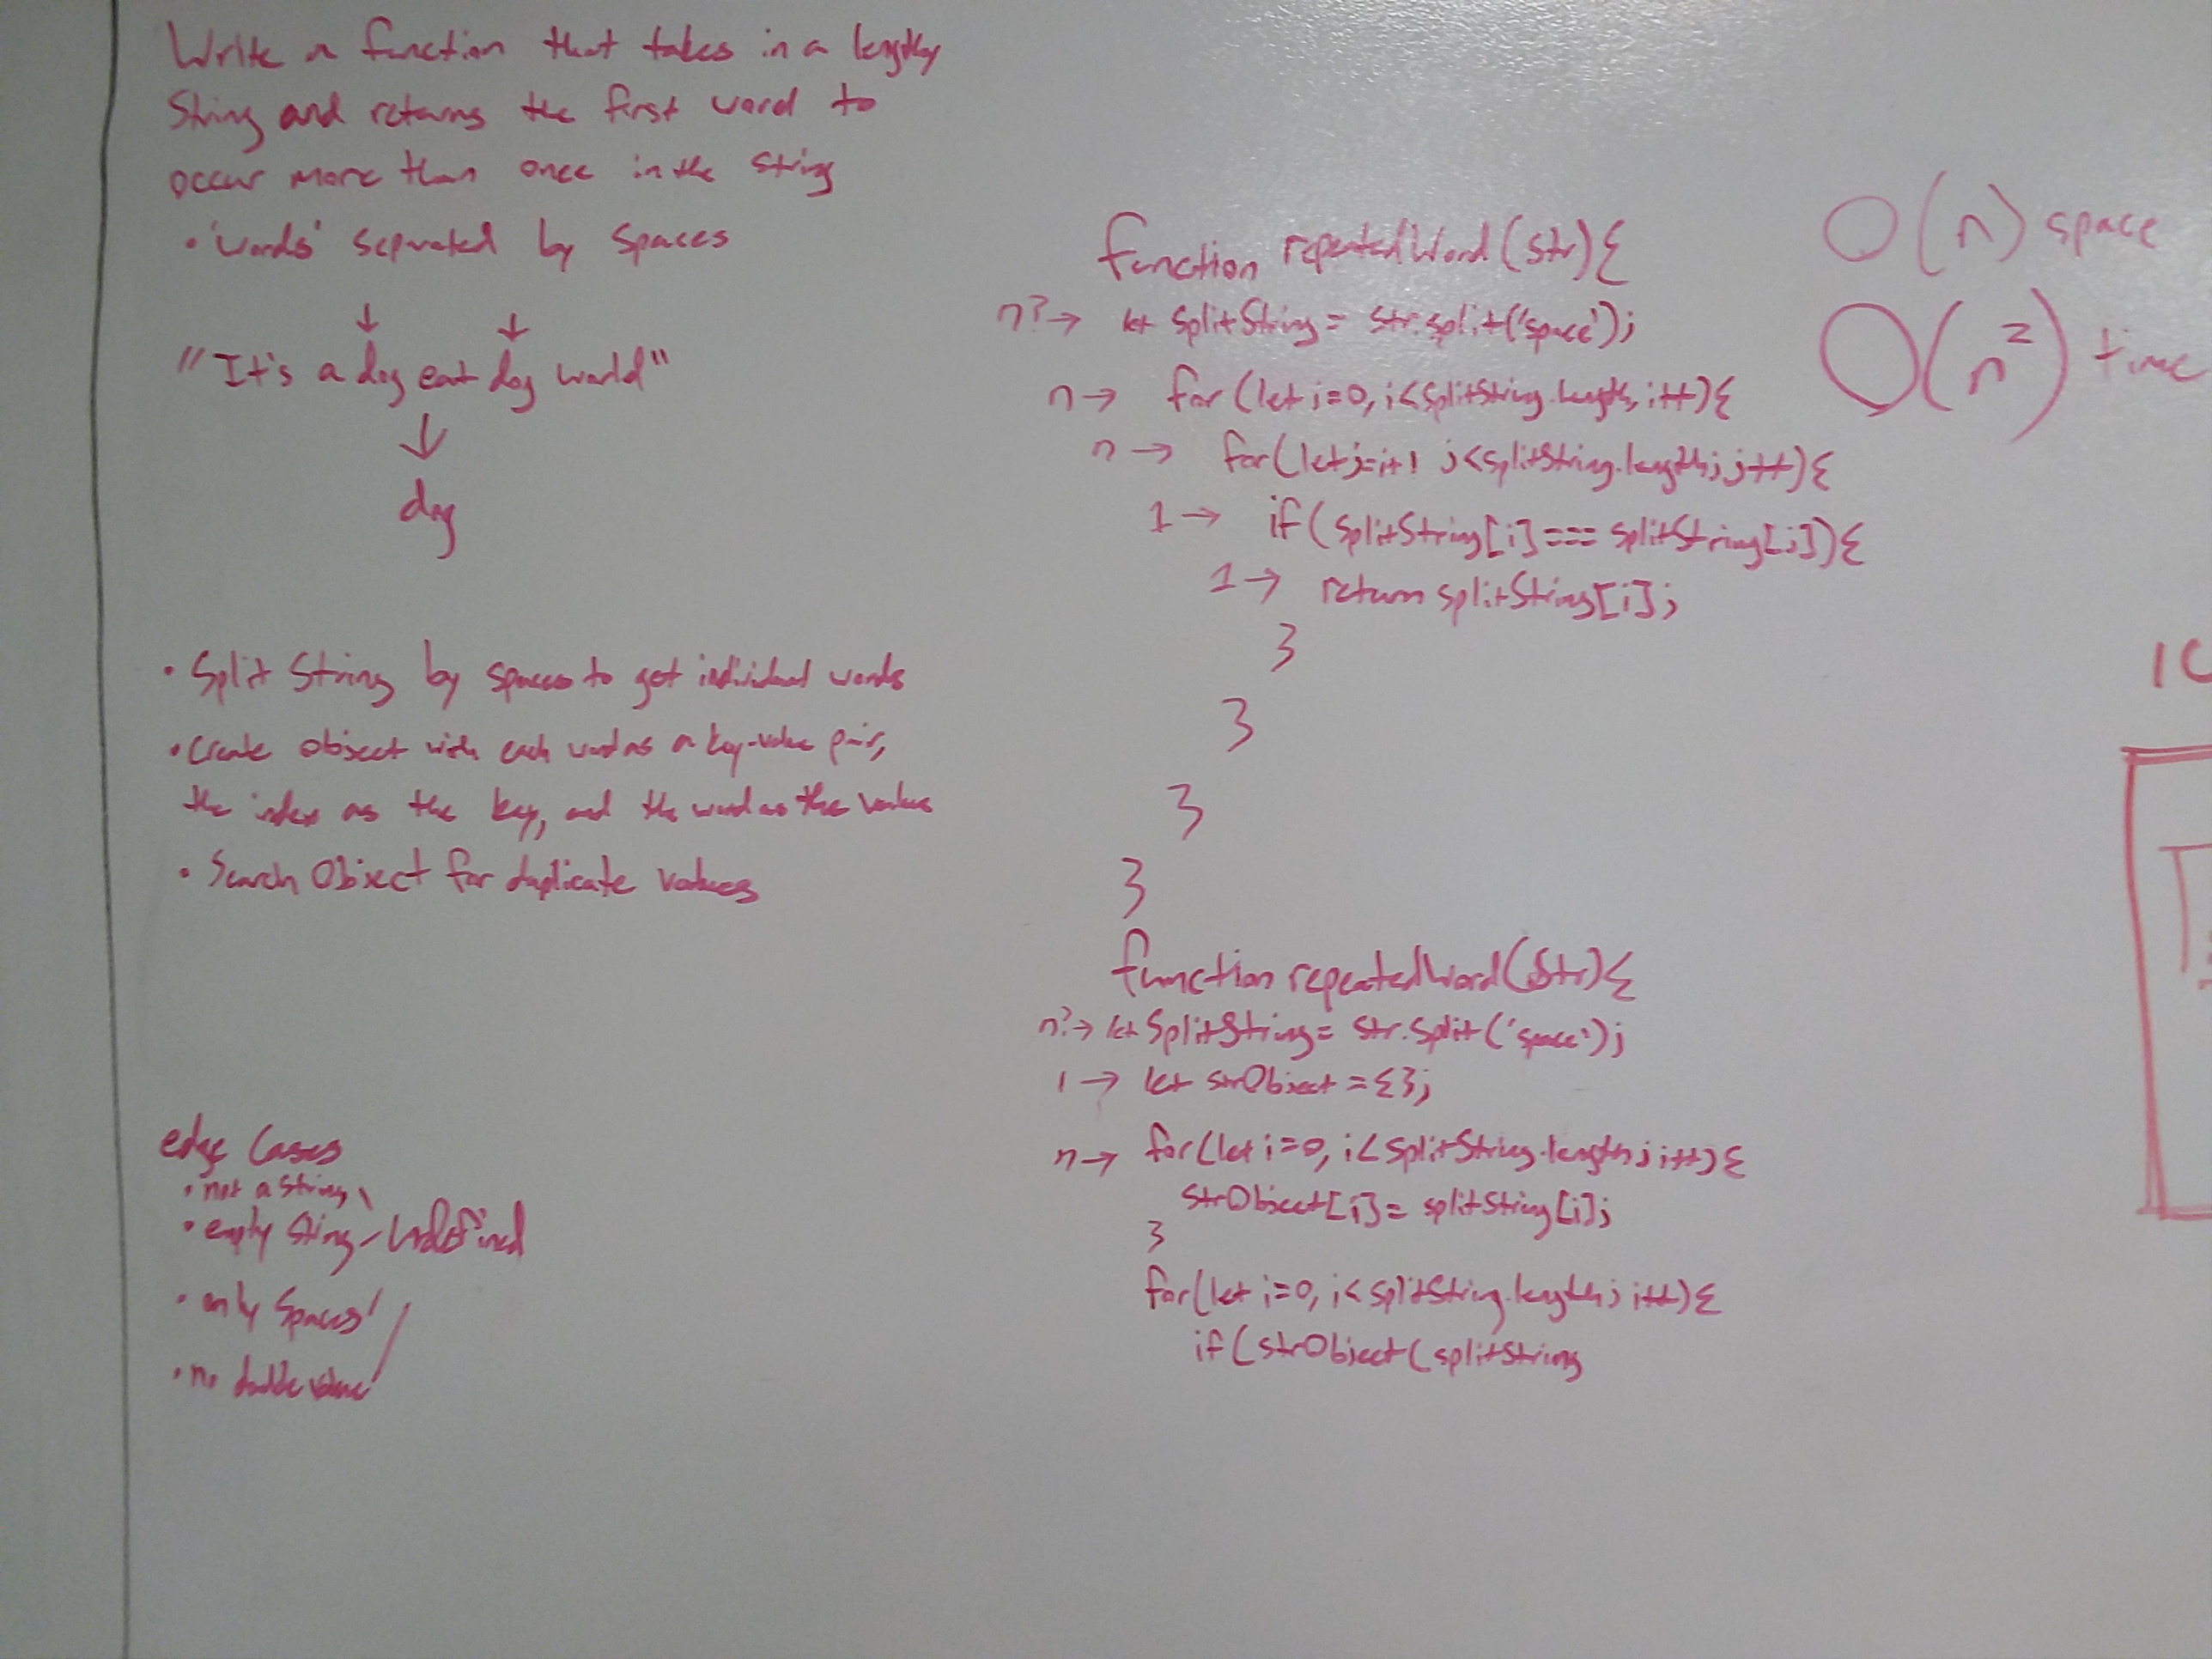 Write a function that takes in a lengthy
String and returns the first word to
occur more than once in the string
• 'words' separated by spaces
↓ ↓
"It's a dog eat dog world"
↓
dog
• Split String by spaces to get individual words
• Create object with each word as a key-value pair,
the index as the key, and the word as the value
• Search Object for duplicate values
edge Cases
• not a string
• empty string - Undefined
• only spaces
• no double value
function repeatedWord(str){
n? → let splitString = str.split('space');
n → for(let i=0, i<splitString.length, i++){
n → for(let j=i+1 j<splitString.length; j++){
1 → if(splitString[i]===splitString[j]){
1 → return splitString[i];
}
}
}
}
function repeatedWord(str){
n? → let splitString = str.split('space');
1 → let strObject = {};
n → for(let i=0, i<splitString.length; i++){
strObject[i] = splitString[i];
}
for(let i=0, i<splitString.length; i++){
if(strObject(splitString
O(n) space
O(n²) time